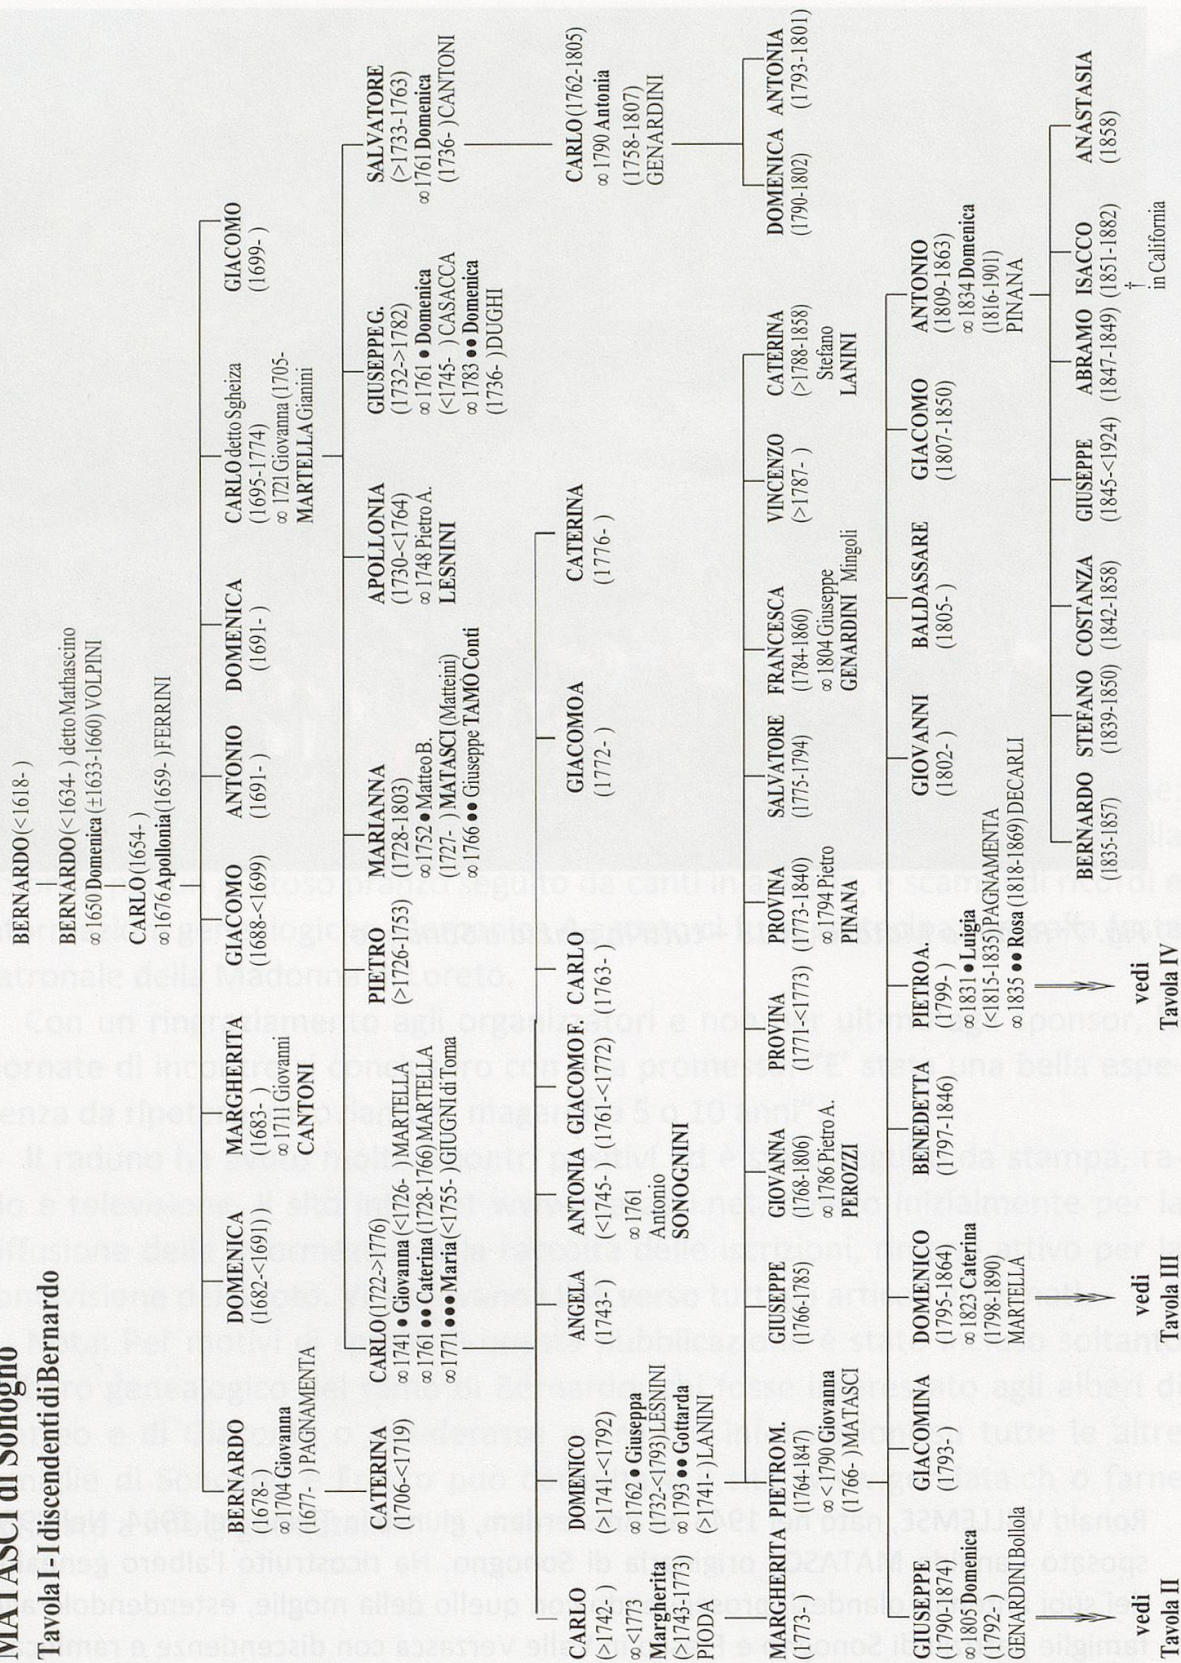 MATASCI di Sonogno
Tavola I - I discendenti di Bernardo
BERNARDO (<1618- )
BERNARDO (<1634- ) detto Mathascino
∞ 1650 Domenica (±1633-1660) VOLPINI
CARLO (1654- )
∞ 1676 Apollonia (1659- ) FERRINI
BERNARDO
(1678- )
∞ 1704 Giovanna
(1677- ) PAGNAMENTA
DOMENICA
(1682-<1691))
MARGHERITA
(1683- )
∞ 1711 Giovanni
CANTONI
GIACOMO
(1688-<1699)
ANTONIO
(1691- )
DOMENICA
(1691- )
CARLO detto Sgheiza
(1695-1774)
∞ 1721 Giovanna (1705-
MARTELLA Giannini
GIACOMO
(1699- )
CATERINA
(1706-<1719)
CARLO (1722->1776)
∞ 1741 • Giovanna (<1726- ) MARTELLA
∞ 1761 •• Caterina (1728-1766) MARTELLA
∞ 1771 ••• Maria (<1755- ) GIUGNI di Toma
PIETRO
(>1726-1753)
MARIANNA
(1728-1803)
∞ 1752 • Matteo B.
(1727- ) MATASCI (Matteini)
∞ 1766 •• Giuseppe TAMO Conti
APOLLONIA
(1730-<1764)
∞ 1748 Pietro A.
LESNINI
GIUSEPPE G.
(1732->1782)
∞ 1761 • Domenica
(<1745- ) CASACCA
∞ 1783 •• Domenica
(1736- ) DUGHI
SALVATORE
(>1733-1763)
∞ 1761 Domenica
(1736- ) CANTONI
CARLO
(>1742- )
∞ <1773
Margherita
(>1743-1773)
PIODA
DOMENICO
(>1741-<1792)
∞ 1762 • Giuseppa
(1732-<1793) LESNINI
∞ 1793 •• Gottarda
(>1741- ) LANINI
ANGELA
(1743- )
ANTONA
(<1745- )
∞ 1761
Antonio
SONOGNINI
GIACOMO F.
(1761-<1772)
CARLO
(1763- )
GIACOMO A
(1772- )
CATERINA
(1776- )
CARLO (1762-1805)
∞ 1790 Antonia
(1758-1807)
GENARDINI
MARGHERITA
(1773-
PIETRO M.
(1764-1847)
∞ <1790 Giovanna
(1766- ) MATASCI
GIUSEPPE
(1766-1785)
GIOVANNA
(1768-1806)
∞ 1786 Pietro A.
PEROZZI
PROVINA
(1771-<1773)
PROVINA
(1773-1840)
∞ 1794 Pietro
PINANA
SALVATORE
(1775-1794)
FRANCESCA
(1784-1860)
∞ 1804 Giuseppe
GENARDINI Mingoli
VINCENZO
(>1787- )
CATERINA
(>1788-1858)
Stefano
LANINI
DOMENICA
(1790-1802)
ANTONIA
(1793-1801)
GIUSEPPE
(1790-1874)
∞ 1805 Domenica
(1792- )
GENARDINI Bollola
vedi
Tavola II
GIACOMINA
(1793- )
DOMENICO
(1795-1864)
∞ 1823 Caterina
(1798-1890)
MARTELLA
vedi
Tavola III
BENEDETTA
(1797-1846)
PIETRO A.
(1799- )
∞ 1831 • Luigia
(<1815-1835) PAGNAMENTA
∞ 1835 •• Rosa (1818-1869) DECARLI
vedi
Tavola IV
GIOVANNI
(1802- )
BALDASSARE
(1805- )
GIACOMO
(1807-1850)
ANTONIO
(1809-1863)
∞ 1834 Domenica
(1816-1901)
PINANA
BERNARDO
(1835-1857)
STEFANO
(1839-1850)
COSTANZA
(1842-1858)
GIUSEPPE
(1845-<1924)
ABRAMO
(1847-1849)
ISACCO
(1851-1882)
†
in California
ANASTASIA
(1858)